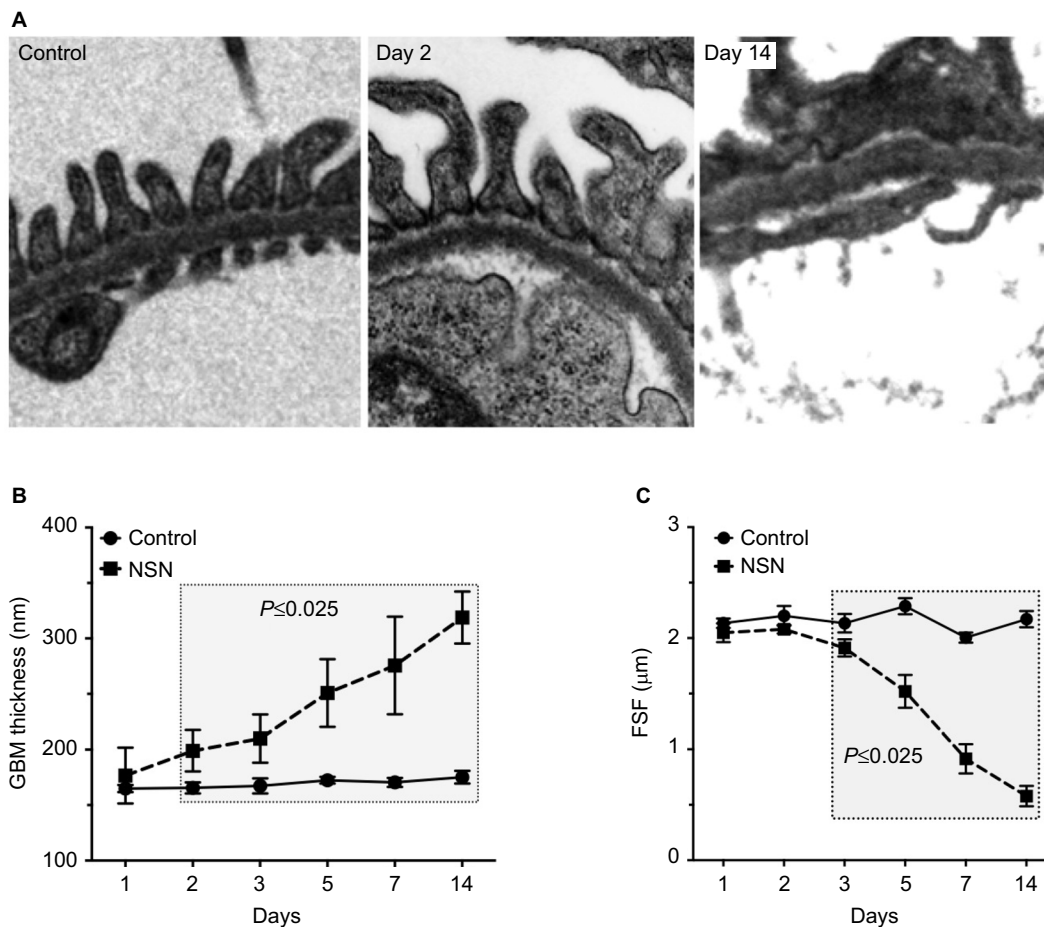 A
Control
Day 2
Day 14
B
GBM thickness (nm)
400
300
200
100
Control
NSN
P≤0.025
1 2 3 5 7 14
Days
C
FSF (μm)
3
2
1
0
Control
NSN
P≤0.025
1 2 3 5 7 14
Days